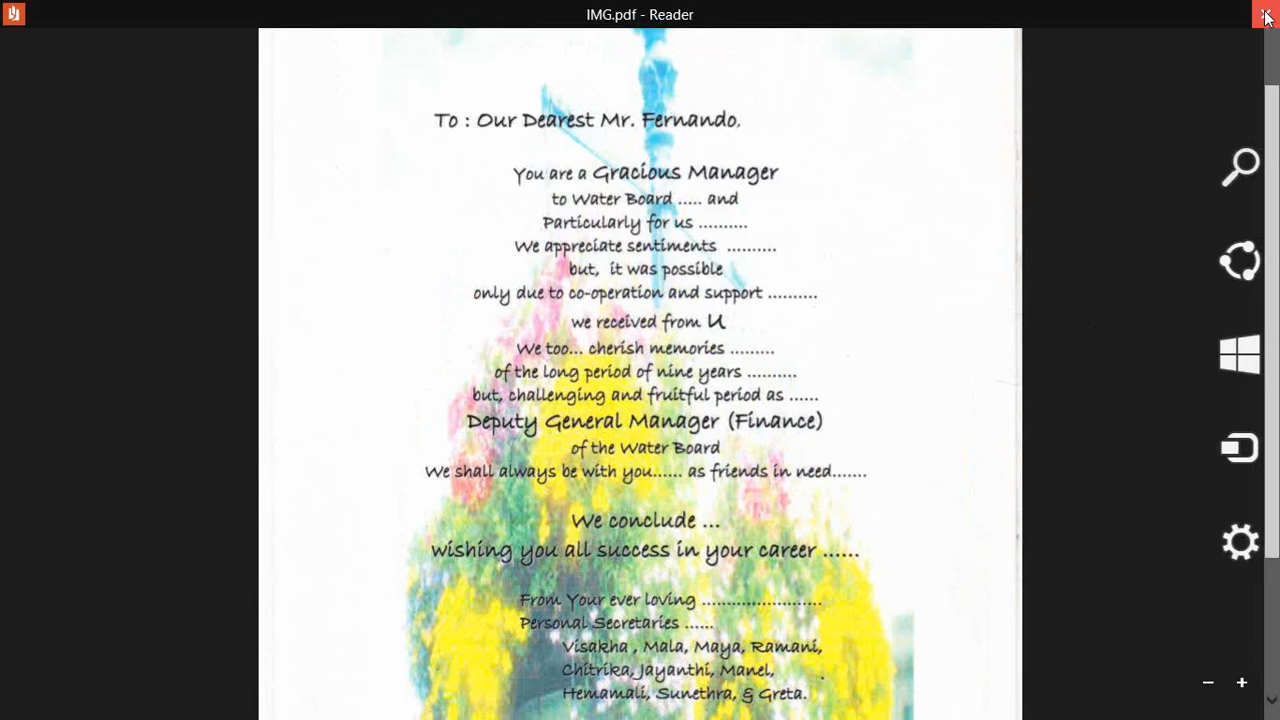 IMG.pdf - Reader
To : Our Dearest Mr. Fernando,
You are a Gracious Manager
to Water Board ..... and
Particularly for us ..........
We appreciate sentiments ..........
but, it was possible
only due to co-operation and support ..........
we received from U
We too... cherish memories .........
of the long period of nine years ..........
but, challenging and fruitful period as ......
Deputy General Manager (Finance)
of the Water Board
We shall always be with you...... as friends in need.......
We conclude ...
wishing you all success in your career ......
From Your ever loving ........................
Personal Secretaries ......
Visakha , Mala, Maya, Ramani,
Chitrika, Jayanthi, Manel,
Hemamali, Sunethra, & Greta.